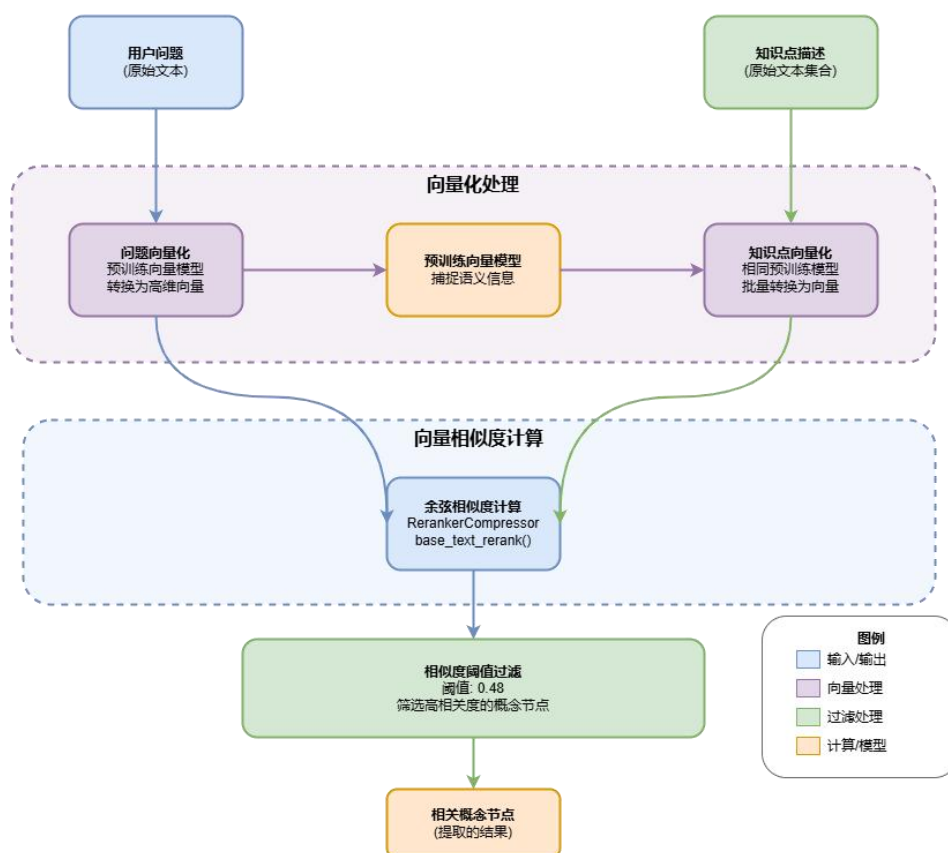 用户问题
(原始文本)
知识点描述
(原始文本集合)
向量化处理
问题向量化
预训练向量模型
转换为高维向量
预训练向量模型
捕捉语义信息
知识点向量化
相同预训练模型
批量转换为向量
向量相似度计算
余弦相似度计算
RerankerCompressor
base_text_rerank()
相似度阈值过滤
阈值: 0.48
筛选高相关度的概念节点
相关概念节点
(提取的结果)
图例
输入/输出
向量处理
过滤处理
计算/模型